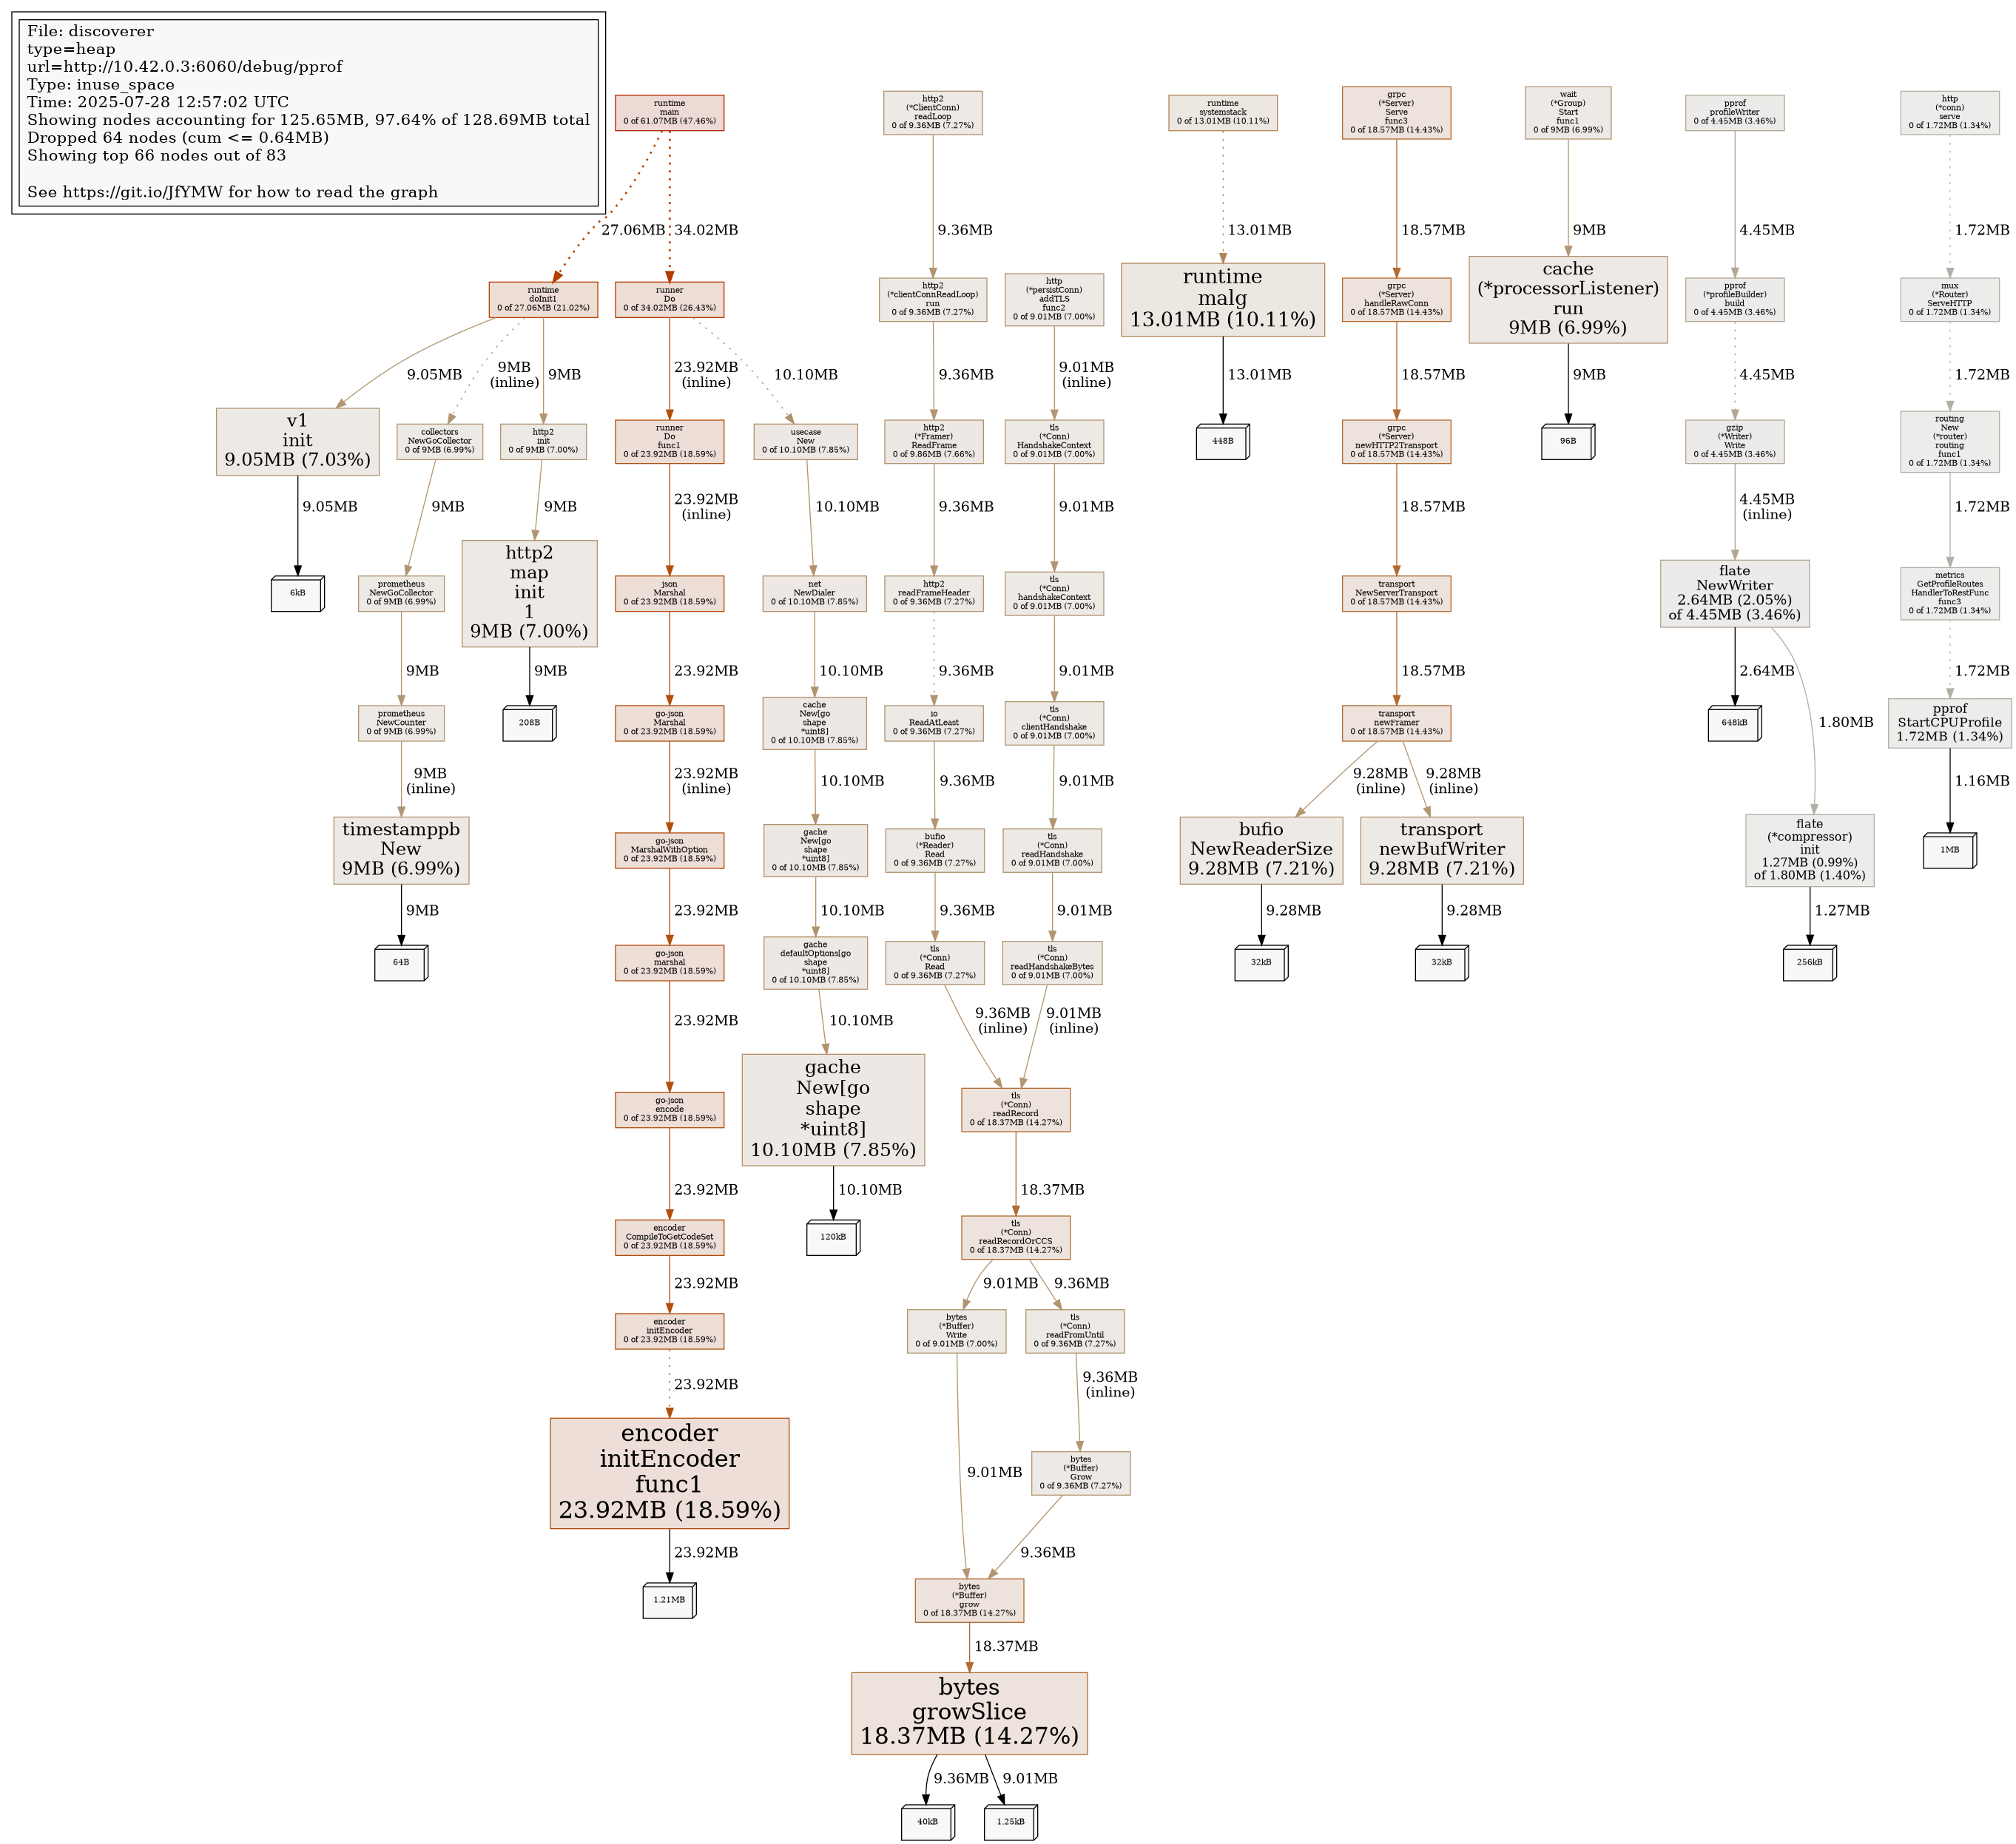 File: discoverer
type=heap
url=http://10.42.0.3:6060/debug/pprof
Type: inuse_space
Time: 2025-07-28 12:57:02 UTC
Showing nodes accounting for 125.65MB, 97.64% of 128.69MB total
Dropped 64 nodes (cum <= 0.64MB)
Showing top 66 nodes out of 83
See https://git.io/JfYMW for how to read the graph
runtime
main
0 of 61.07MB (47.46%)
27.06MB
34.02MB
runtime
doInit1
0 of 27.06MB (21.02%)
9.05MB
9MB
(inline)
9MB
v1
init
9.05MB (7.03%)
9.05MB
6kB
collectors
NewGoCollector
0 of 9MB (6.99%)
9MB
prometheus
NewGoCollector
0 of 9MB (6.99%)
9MB
prometheus
NewCounter
0 of 9MB (6.99%)
9MB
(inline)
timestamppb
New
9MB (6.99%)
9MB
64B
http2
init
0 of 9MB (7.00%)
9MB
http2
map
init
1
9MB (7.00%)
9MB
208B
runner
Do
0 of 34.02MB (26.43%)
23.92MB
(inline)
10.10MB
runner
Do
func1
0 of 23.92MB (18.59%)
23.92MB
(inline)
json
Marshal
0 of 23.92MB (18.59%)
23.92MB
go-json
Marshal
0 of 23.92MB (18.59%)
23.92MB
(inline)
go-json
MarshalWithOption
0 of 23.92MB (18.59%)
23.92MB
go-json
marshal
0 of 23.92MB (18.59%)
23.92MB
go-json
encode
0 of 23.92MB (18.59%)
23.92MB
encoder
CompileToGetCodeSet
0 of 23.92MB (18.59%)
23.92MB
encoder
initEncoder
0 of 23.92MB (18.59%)
23.92MB
encoder
initEncoder
func1
23.92MB (18.59%)
23.92MB
1.21MB
usecase
New
0 of 10.10MB (7.85%)
10.10MB
net
NewDialer
0 of 10.10MB (7.85%)
10.10MB
cache
New[go
shape
*uint8]
0 of 10.10MB (7.85%)
10.10MB
gache
New[go
shape
*uint8]
0 of 10.10MB (7.85%)
10.10MB
gache
defaultOptions[go
shape
*uint8]
0 of 10.10MB (7.85%)
10.10MB
gache
New[go
shape
*uint8]
10.10MB (7.85%)
10.10MB
120kB
http2
(*ClientConn)
readLoop
0 of 9.36MB (7.27%)
9.36MB
http2
(*clientConnReadLoop)
run
0 of 9.36MB (7.27%)
9.36MB
http2
(*Framer)
ReadFrame
0 of 9.86MB (7.66%)
9.36MB
http2
readFrameHeader
0 of 9.36MB (7.27%)
9.36MB
io
ReadAtLeast
0 of 9.36MB (7.27%)
9.36MB
bufio
(*Reader)
Read
0 of 9.36MB (7.27%)
9.36MB
tls
(*Conn)
Read
0 of 9.36MB (7.27%)
9.36MB
(inline)
http
(*persistConn)
addTLS
func2
0 of 9.01MB (7.00%)
9.01MB
(inline)
tls
(*Conn)
HandshakeContext
0 of 9.01MB (7.00%)
9.01MB
tls
(*Conn)
handshakeContext
0 of 9.01MB (7.00%)
9.01MB
tls
(*Conn)
clientHandshake
0 of 9.01MB (7.00%)
9.01MB
tls
(*Conn)
readHandshake
0 of 9.01MB (7.00%)
9.01MB
tls
(*Conn)
readHandshakeBytes
0 of 9.01MB (7.00%)
9.01MB
(inline)
tls
(*Conn)
readRecord
0 of 18.37MB (14.27%)
18.37MB
tls
(*Conn)
readRecordOrCCS
0 of 18.37MB (14.27%)
9.01MB
9.36MB
bytes
(*Buffer)
Write
0 of 9.01MB (7.00%)
9.01MB
tls
(*Conn)
readFromUntil
0 of 9.36MB (7.27%)
9.36MB
(inline)
bytes
(*Buffer)
Grow
0 of 9.36MB (7.27%)
9.36MB
bytes
(*Buffer)
grow
0 of 18.37MB (14.27%)
18.37MB
bytes
growSlice
18.37MB (14.27%)
9.36MB
9.01MB
40kB
1.25kB
runtime
systemstack
0 of 13.01MB (10.11%)
13.01MB
runtime
malg
13.01MB (10.11%)
13.01MB
448B
grpc
(*Server)
Serve
func3
0 of 18.57MB (14.43%)
18.57MB
grpc
(*Server)
handleRawConn
0 of 18.57MB (14.43%)
18.57MB
grpc
(*Server)
newHTTP2Transport
0 of 18.57MB (14.43%)
18.57MB
transport
NewServerTransport
0 of 18.57MB (14.43%)
18.57MB
transport
newFramer
0 of 18.57MB (14.43%)
9.28MB
(inline)
9.28MB
(inline)
bufio
NewReaderSize
9.28MB (7.21%)
9.28MB
32kB
transport
newBufWriter
9.28MB (7.21%)
9.28MB
32kB
wait
(*Group)
Start
func1
0 of 9MB (6.99%)
9MB
cache
(*processorListener)
run
9MB (6.99%)
9MB
96B
pprof
profileWriter
0 of 4.45MB (3.46%)
4.45MB
pprof
(*profileBuilder)
build
0 of 4.45MB (3.46%)
4.45MB
gzip
(*Writer)
Write
0 of 4.45MB (3.46%)
4.45MB
(inline)
flate
NewWriter
2.64MB (2.05%)
of 4.45MB (3.46%)
2.64MB
648kB
1.80MB
flate
(*compressor)
init
1.27MB (0.99%)
of 1.80MB (1.40%)
1.27MB
256kB
http
(*conn)
serve
0 of 1.72MB (1.34%)
1.72MB
mux
(*Router)
ServeHTTP
0 of 1.72MB (1.34%)
1.72MB
routing
New
(*router)
routing
func1
0 of 1.72MB (1.34%)
1.72MB
metrics
GetProfileRoutes
HandlerToRestFunc
func3
0 of 1.72MB (1.34%)
1.72MB
pprof
StartCPUProfile
1.72MB (1.34%)
1.16MB
1MB